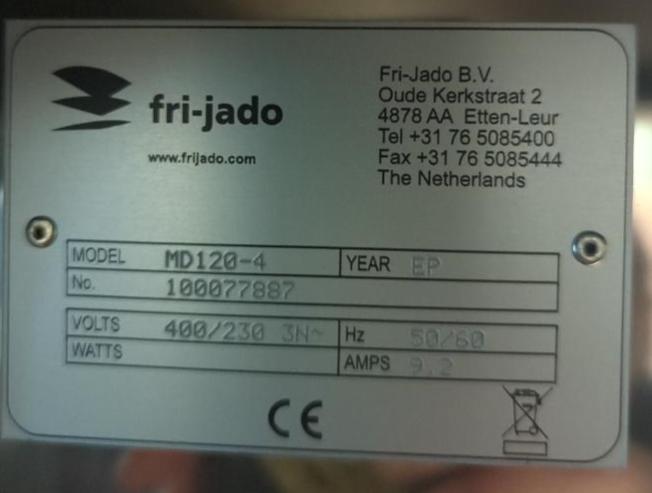 fri-jado
www.frijado.com
Fri-Jado B.V.
Oude Kerkstraat 2
4878 AA Etten-Leur
Tel +31 76 5085400
Fax +31 76 5085444
The Netherlands
MODEL MD120-4 YEAR EP
No. 100077887
VOLTS 400/230 3N~ Hz 50/60
WATTS AMPS 9.2
CE